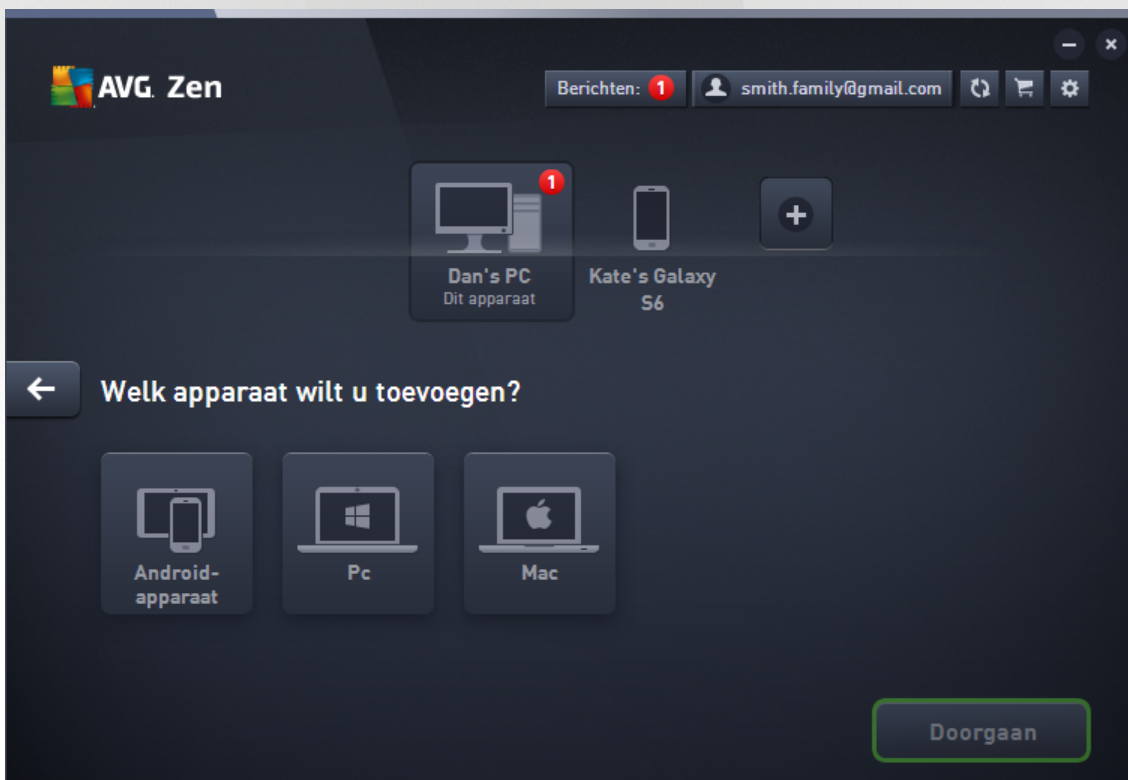 AVG. Zen
Berichten: 1
smith.family@gmail.com
1
Dan's PC
Dit apparaat
Kate's Galaxy
S6
Welk apparaat wilt u toevoegen?
Android-
apparaat
Pc
Mac
Doorgaan